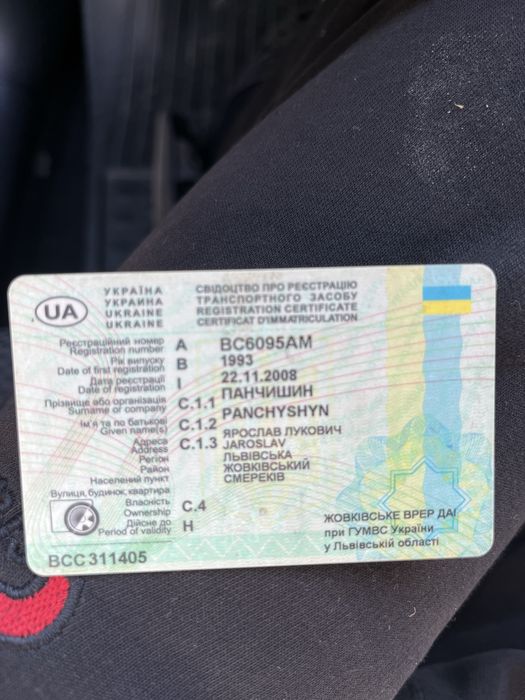 UA
УКРАЇНА
УКРАИНА
UKRAINE
UKRAINE
СВІДОЦТВО ПРО РЕЄСТРАЦІЮ
ТРАНСПОРТНОГО ЗАСОБУ
REGISTRATION CERTIFICATE
CERTIFICAT D'IMMATRICULATION
Реєстраційний номер
Registration number A BC6095AM
Рік випуску
Date of first registration B 1993
Дата реєстрації
Date of registration I 22.11.2008
Прізвище або організація
Surname or company C.1.1 ПАНЧИШИН
PANCHYSHYN
Ім'я та по батькові
Given name(s) C.1.2 ЯРОСЛАВ ЛУКОВИЧ
JAROSLAV
Адреса
Address C.1.3
Регіон ЛЬВІВСЬКА
Район ЖОВКІВСЬКИЙ
Населений пункт СМЕРЕКІВ
Вулиця, будинок, квартира
Власність
Ownership C.4
Дійсне до
Period of validity H
ЖОВКІВСЬКЕ ВРЕР ДАІ
при ГУМВС України
у Львівській області
BCC 311405